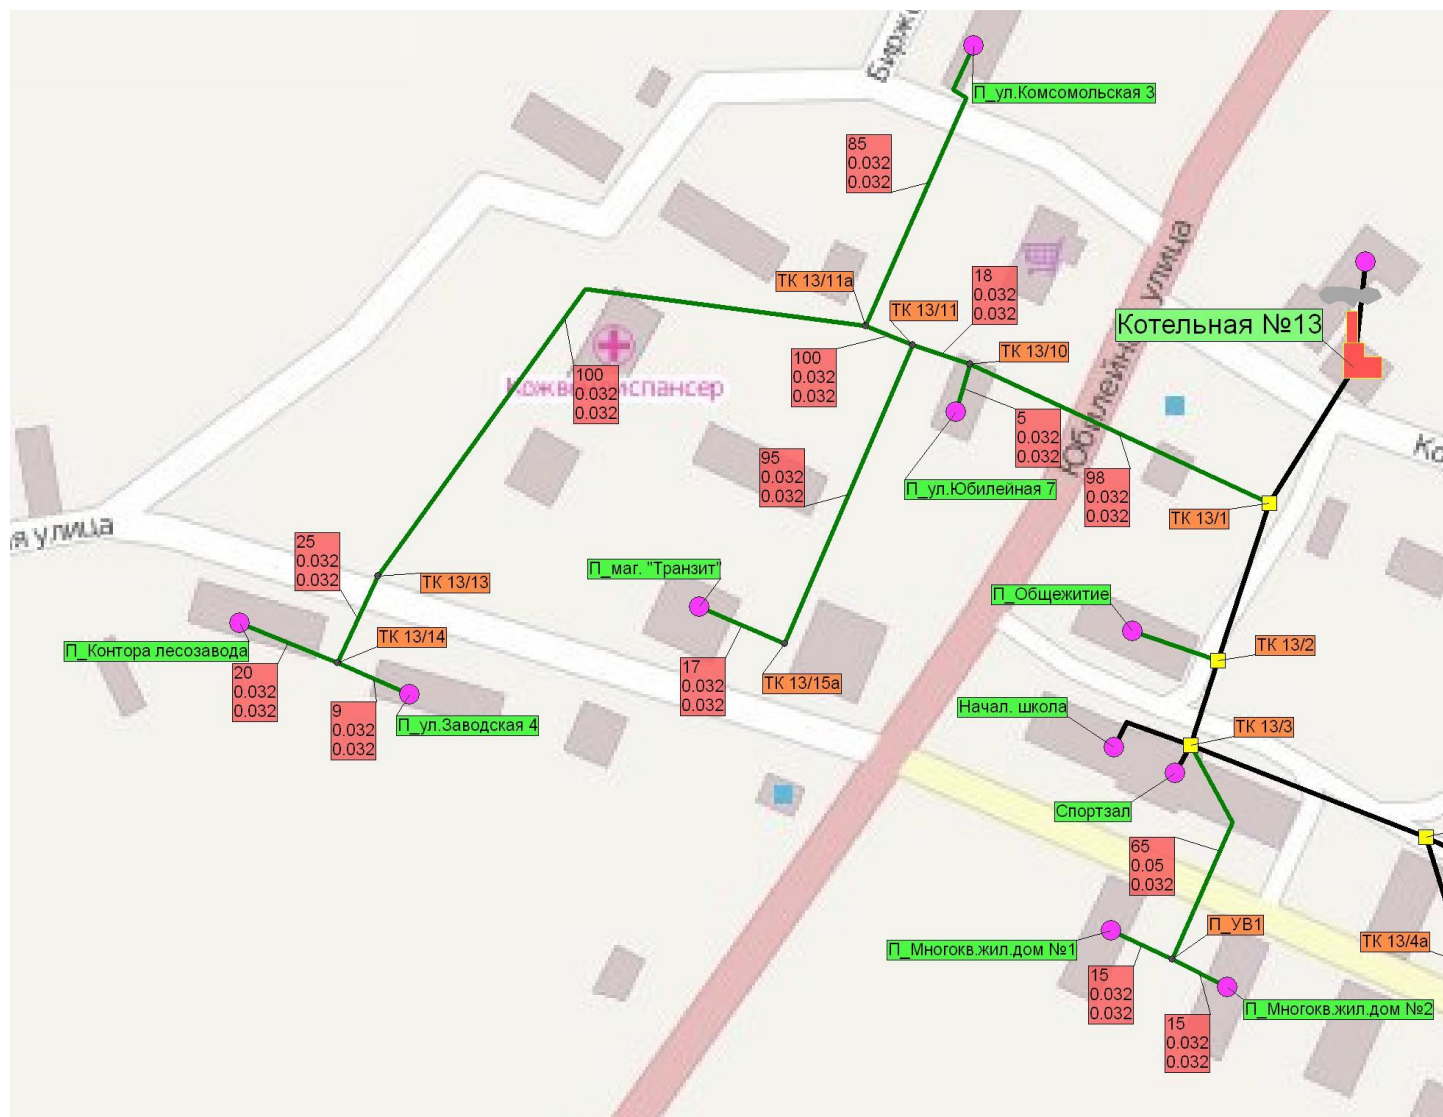 Бирж
П_ул.Комсомольская 3
85
0.032
0.032
улица
ТК 13/11а
18
0.032
0.032
ТК 13/11
Котельная №13
100
0.032
0.032
ТК 13/10
100
0.032
0.032
Юбилейн
5
0.032
0.032
Ко
95
0.032
0.032
П_ул.Юбилейная 7
98
0.032
0.032
ТК 13/1
я улица
25
0.032
0.032
П_маг. "Транзит"
ТК 13/13
П_Общежитие
ТК 13/14
ТК 13/2
П_Контора лесозавода
20
0.032
0.032
17
0.032
0.032
ТК 13/15а
9
0.032
0.032
П_ул.Заводская 4
Начал. школа
ТК 13/3
Спортзал
65
0.05
0.032
П_УВ1
П_Многокв.жил.дом №1
ТК 13/4а
15
0.032
0.032
П_Многокв.жил.дом №2
15
0.032
0.032